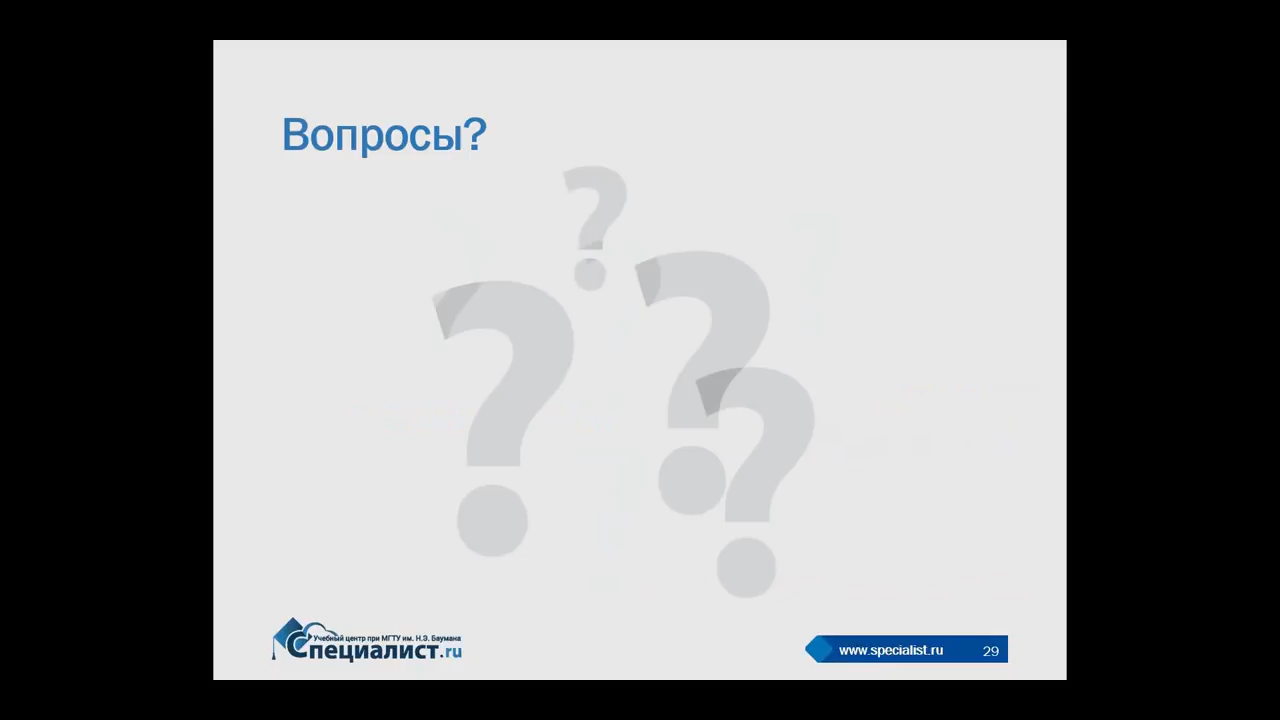 Вопросы?
Учебный центр при МГТУ им. Н.Э. Баумана
Специалист.ru
www.specialist.ru 29